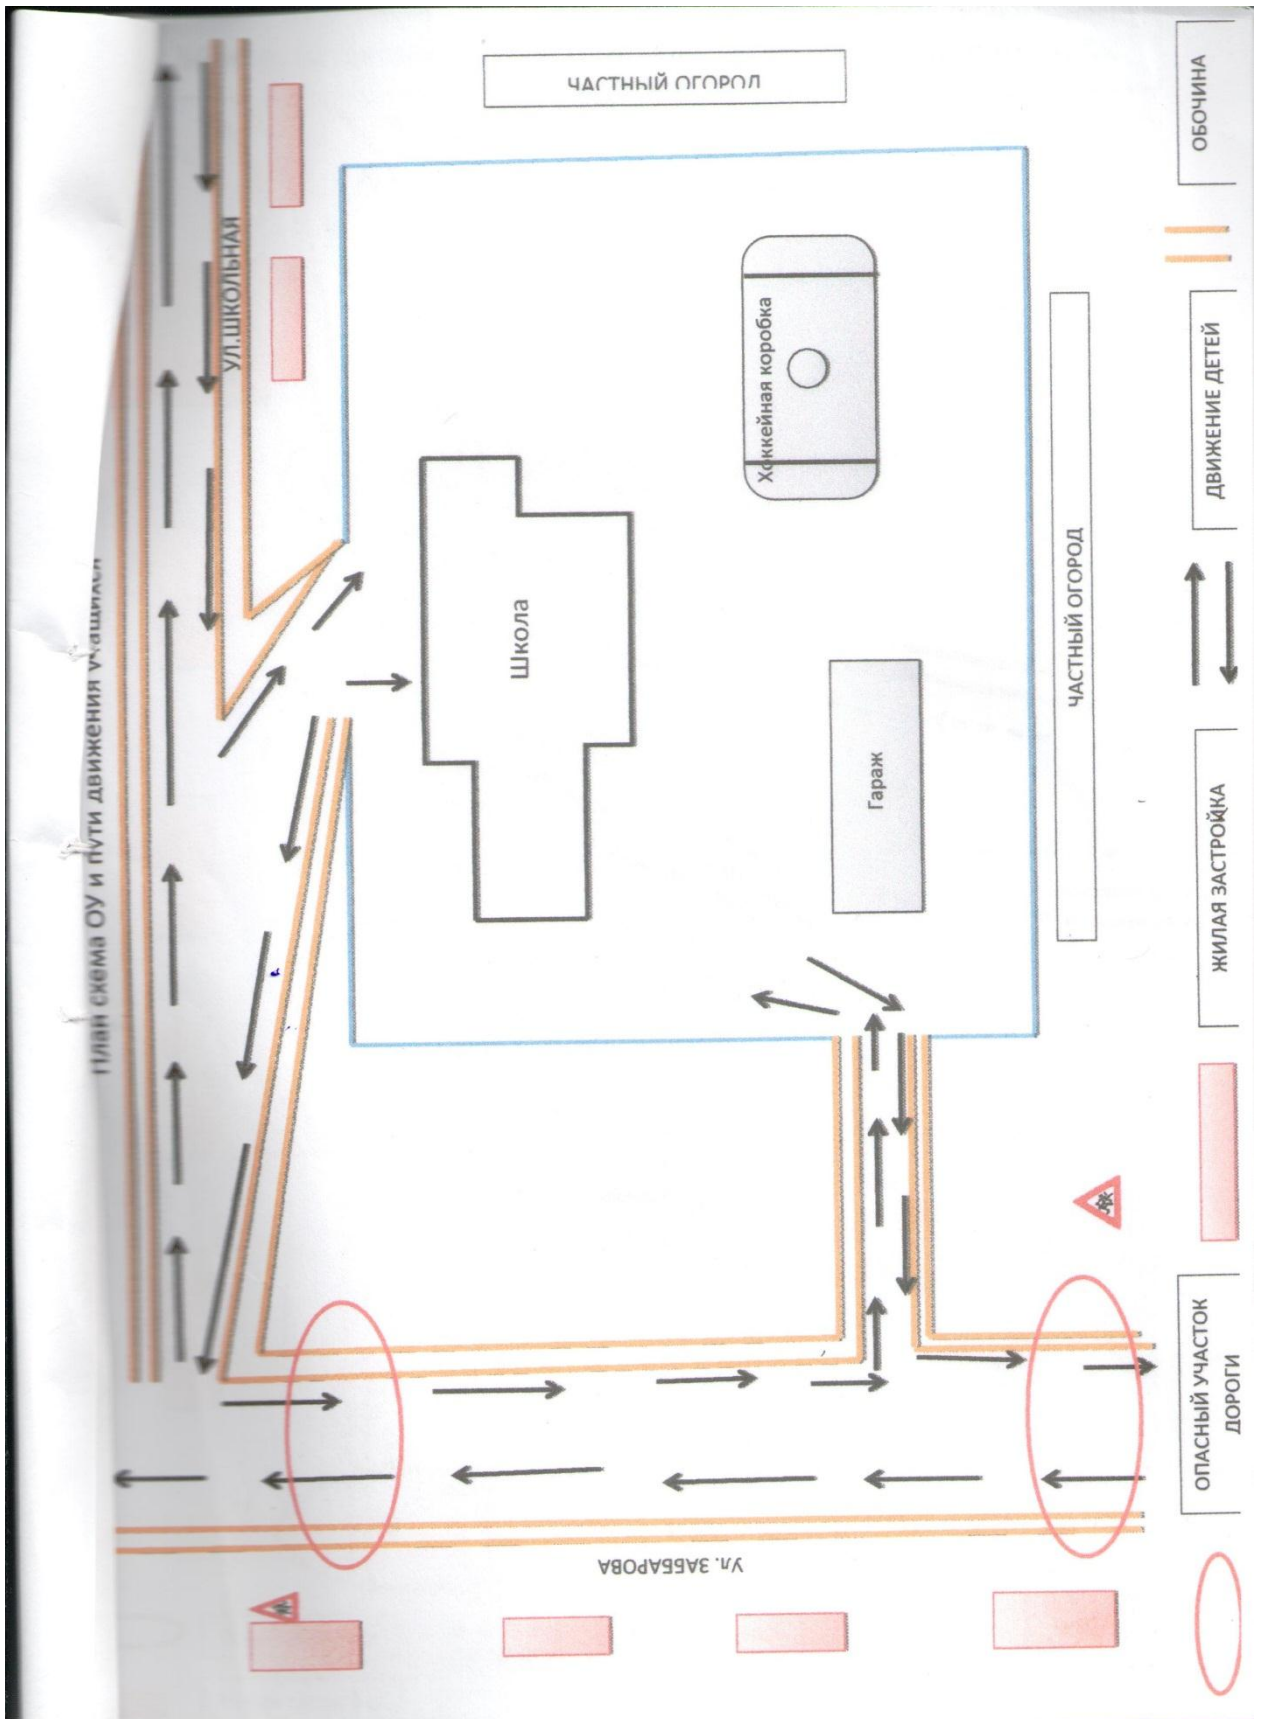 План схема ОУ и пути движения учащихся
УЛ.ШКОЛЬНАЯ
ЧАСТНЫЙ ОГОРОД
Хоккейная коробка
Школа
Гараж
ЧАСТНЫЙ ОГОРОД
Ул. ЗАББАРОВА
ОПАСНЫЙ УЧАСТОК
ДОРОГИ
ЖИЛАЯ ЗАСТРОЙКА
ДВИЖЕНИЕ ДЕТЕЙ
ОБОЧИНА